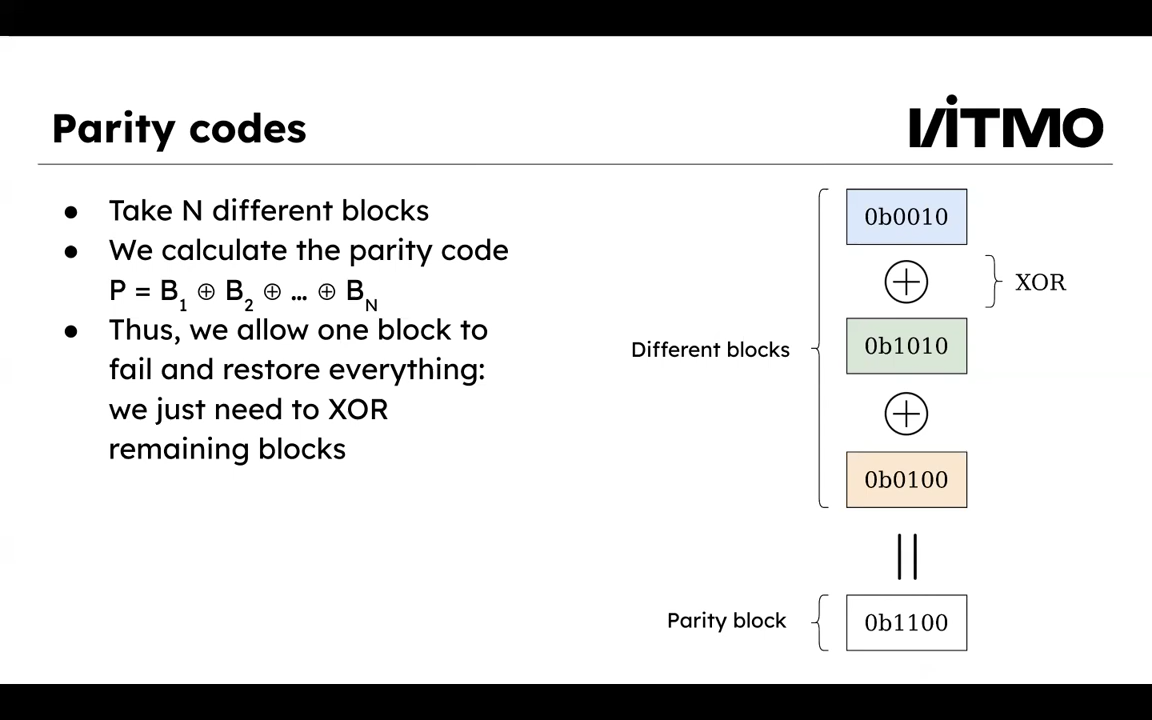 Parity codes
ITMO
● Take N different blocks
● We calculate the parity code
P = B₁ ⊕ B₂ ⊕ … ⊕ B_N
● Thus, we allow one block to
fail and restore everything:
we just need to XOR
remaining blocks
Different blocks
0b0010
XOR
0b1010
0b0100
Parity block
0b1100